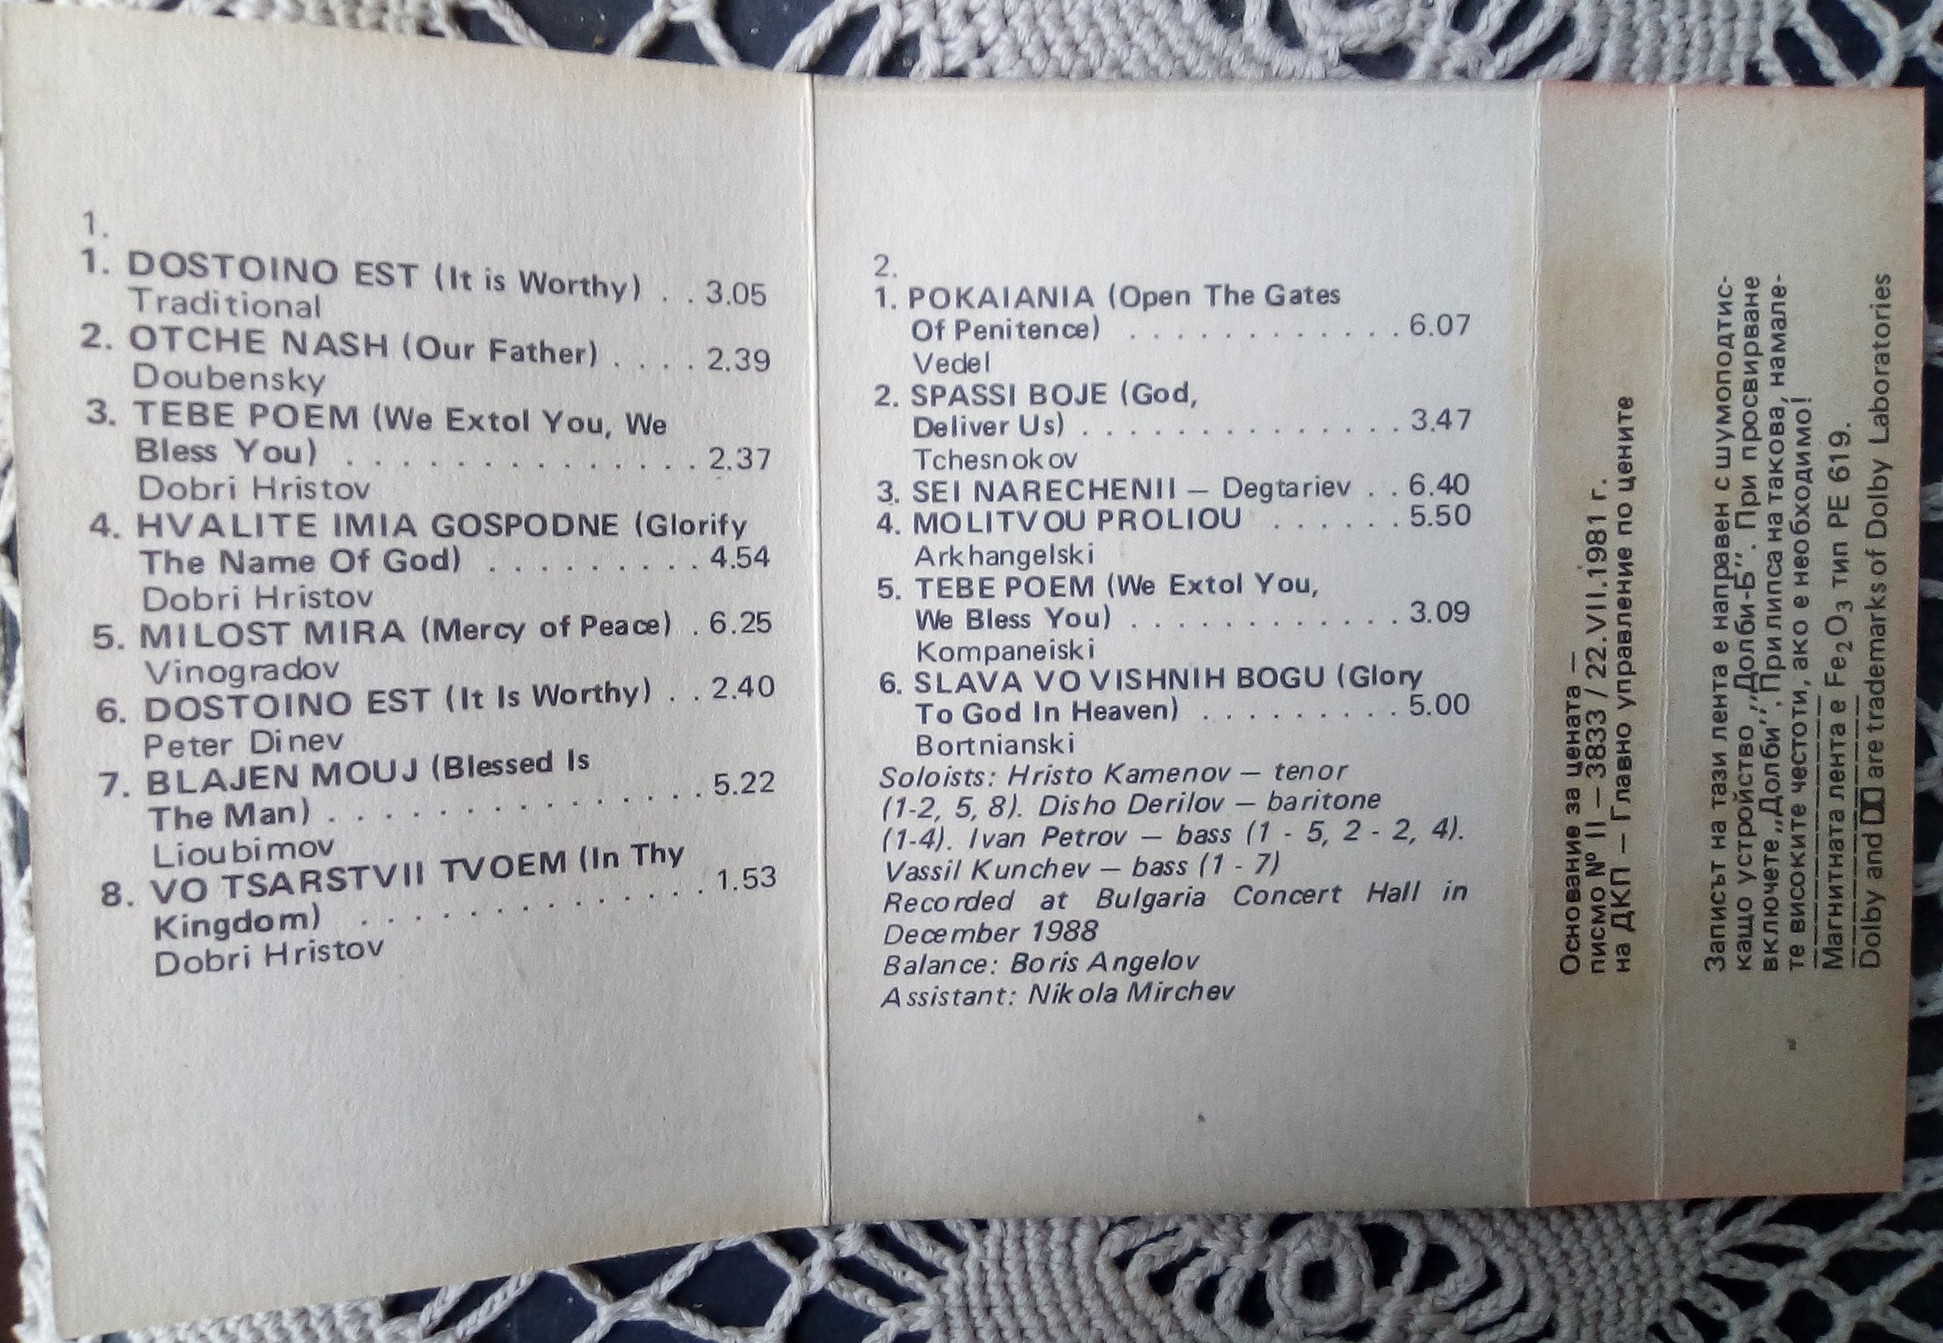 1.
1. DOSTOINO EST (It is Worthy) . . 3.05
Traditional
2. OTCHE NASH (Our Father) . . . . 2.39
Doubensky
3. TEBE POEM (We Extol You, We
Bless You) . . . . . . . . . . . . . . . 2.37
Dobri Hristov
4. HVALITE IMIA GOSPODNE (Glorify
The Name Of God) . . . . . . . . . 4.54
Dobri Hristov
5. MILOST MIRA (Mercy of Peace) . 6.25
Vinogradov
6. DOSTOINO EST (It Is Worthy) . . 2.40
Peter Dinev
7. BLAJEN MOUJ (Blessed Is
The Man) . . . . . . . . . . . . . . . 5.22
Lioubimov
8. VO TSARSTVII TVOEM (In Thy
Kingdom) . . . . . . . . . . . . . . 1.53
Dobri Hristov
2.
1. POKAIANIA (Open The Gates
Of Penitence) . . . . . . . . . . . . 6.07
Vedel
2. SPASSI BOJE (God,
Deliver Us) . . . . . . . . . . . . . . 3.47
Tchesnokov
3. SEI NARECHENII – Degtariev . . 6.40
4. MOLITVOU PROLIOU . . . . . . 5.50
Arkhangelski
5. TEBE POEM (We Extol You,
We Bless You) . . . . . . . . . . . . 3.09
Kompaneiski
6. SLAVA VO VISHNIH BOGU (Glory
To God In Heaven) . . . . . . . . . 5.00
Bortnianski
Soloists: Hristo Kamenov – tenor
(1-2, 5, 8). Disho Derilov – baritone
(1-4). Ivan Petrov – bass (1 - 5, 2 - 2, 4).
Vassil Kunchev – bass (1 - 7)
Recorded at Bulgaria Concert Hall in
December 1988
Balance: Boris Angelov
Assistant: Nikola Mirchev
Основание за цената –
писмо № II – 3833 / 22.VII.1981 г.
на ДКП – Главно управление по цените
Записът на тази лента е направен с шумоподтис-
кащо устройство „Долби-Б”. При просвирване
включете „Долби”. При липса на такова, намале-
те високите честоти, ако е необходимо!
Магнитната лента е Fe2O3 тип PE 619.
Dolby and are trademarks of Dolby Laboratories